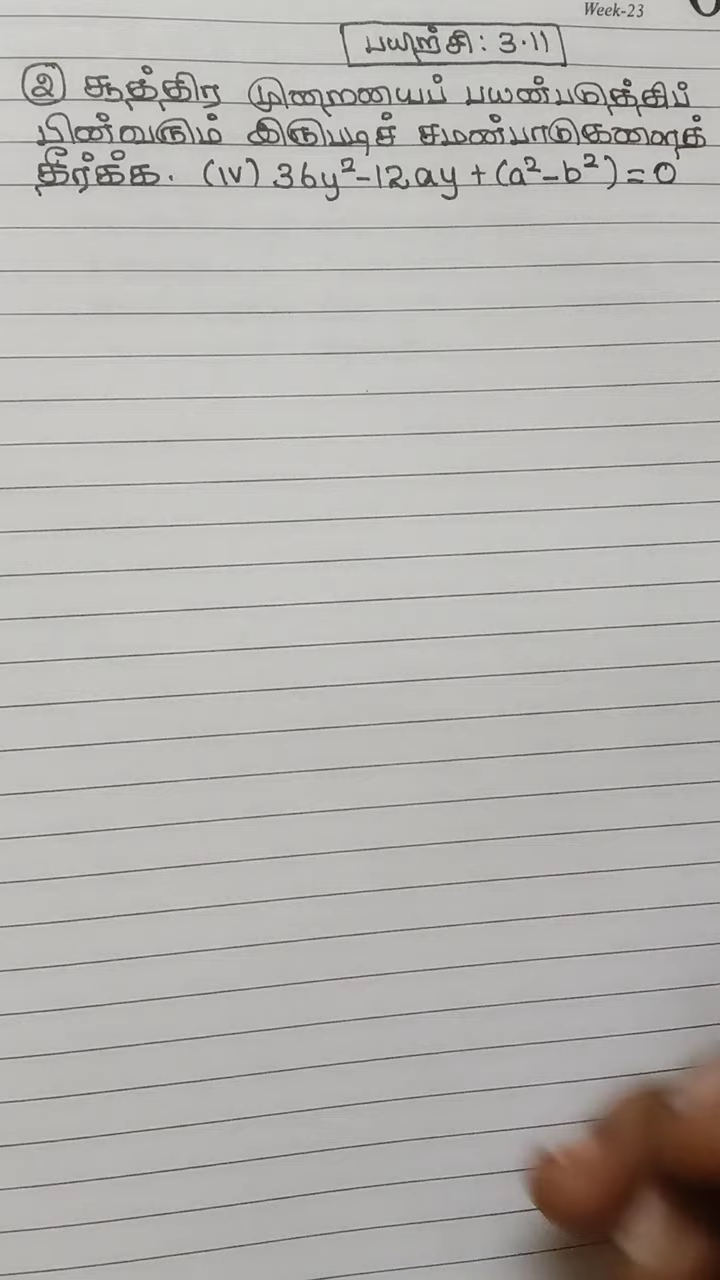 Week-23
பயிற்சி: 3.11
② சூத்திர முறையைப் பயன்படுத்திப்
பின்வரும் இருபடிச் சமன்பாடுகளைத்
தீர்க்க. (iv) 36y²-12ay+(a²-b²)=0